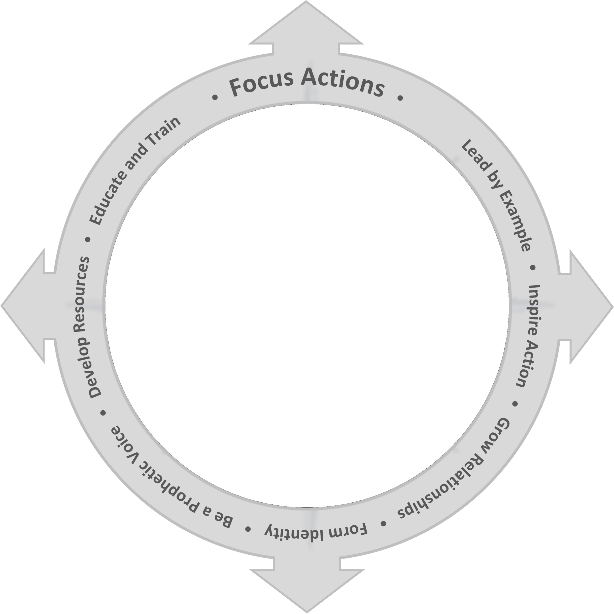 • Focus Actions •
Lead by Example • Inspire Action • Grow Relationships • Form Identity • Be a Prophetic Voice • Develop Resources • Educate and Train